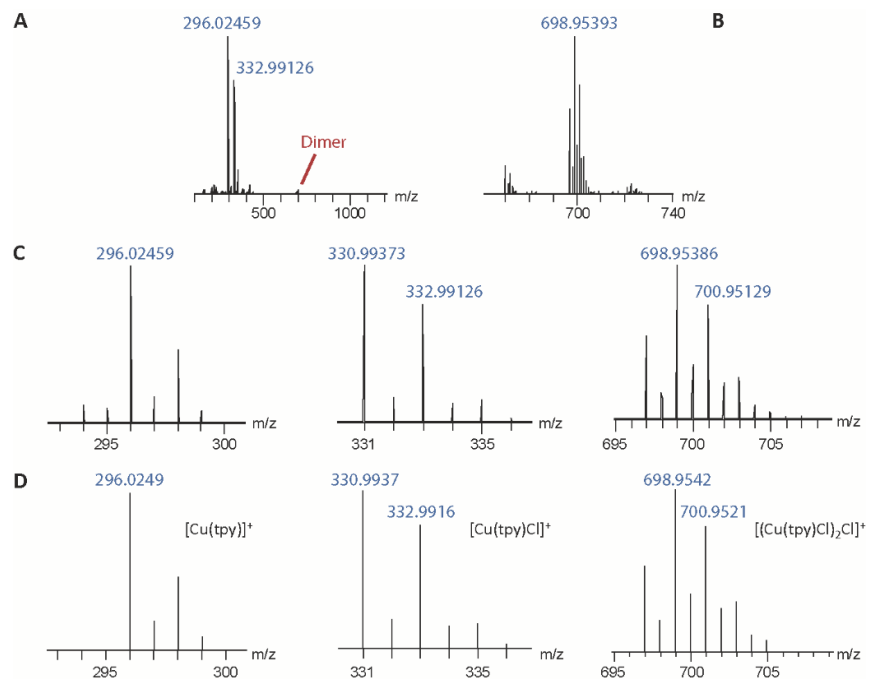 A
296.02459
332.99126
Dimer
m/z
500
1000
698.95393
B
m/z
700
740
C
296.02459
m/z
295
300
330.99373
332.99126
m/z
331
335
698.95386
700.95129
m/z
695
700
705
D
296.0249
[Cu(tpy)]⁺
m/z
295
300
330.9937
332.9916
[Cu(tpy)Cl]⁺
m/z
331
335
698.9542
700.9521
[(Cu(tpy)Cl)₂Cl]⁺
m/z
695
700
705